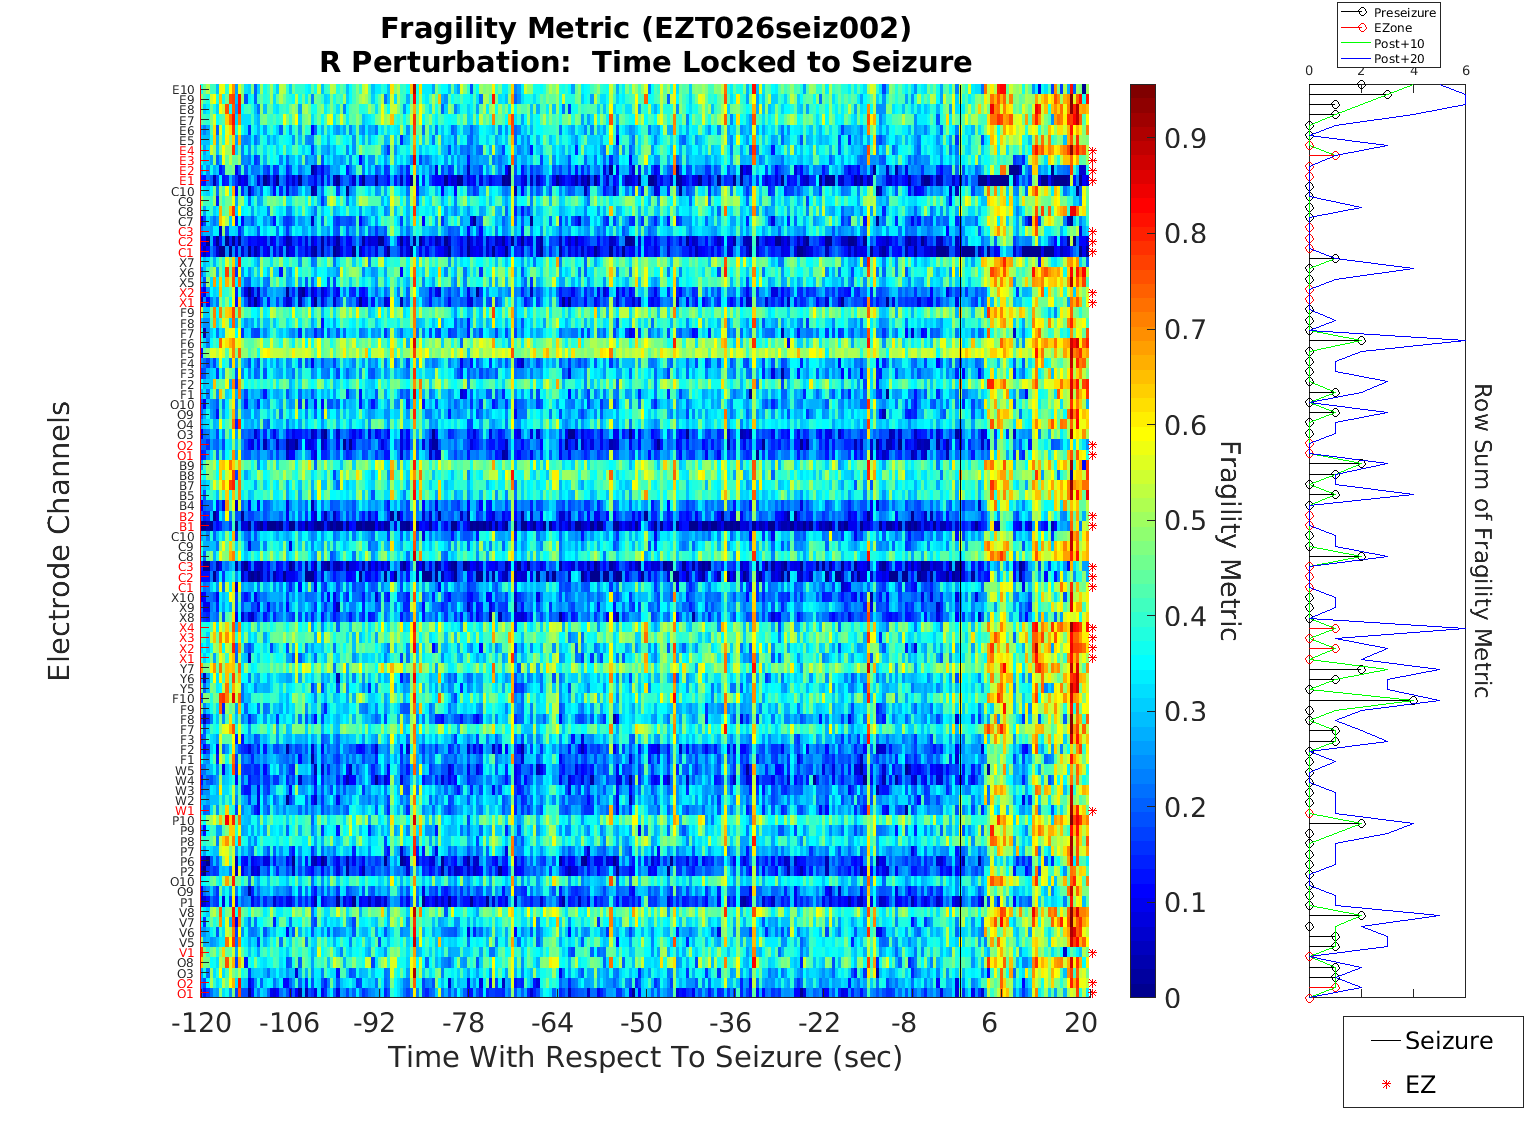 Fragility Metric (EZT026seiz002)
R Perturbation:  Time Locked to Seizure
Electrode Channels
E10
E9
E8
E7
E6
E5
E4
E3
E2
E1
C10
C9
C8
C7
C3
C2
C1
X7
X6
X5
X2
X1
F9
F8
F7
F6
F5
F4
F3
F2
F1
O10
O9
O4
O3
O2
O1
B9
B8
B7
B5
B4
B2
B1
C10
C9
C8
C3
C2
C1
X10
X9
X8
X4
X3
X2
X1
Y7
Y6
Y5
F10
F9
F8
F7
F3
F2
F1
W5
W4
W3
W2
W1
P10
P9
P8
P7
P6
P2
O10
O9
P1
V8
V7
V6
V5
V1
O8
O3
O2
O1
-120 -106 -92 -78 -64 -50 -36 -22 -8 6 20
Time With Respect To Seizure (sec)
0.9
0.8
0.7
0.6
0.5
0.4
0.3
0.2
0.1
0
Fragility Metric
Preseizure
EZone
Post+10
Post+20
0 2 4 6
Row Sum of Fragility Metric
Seizure
EZ